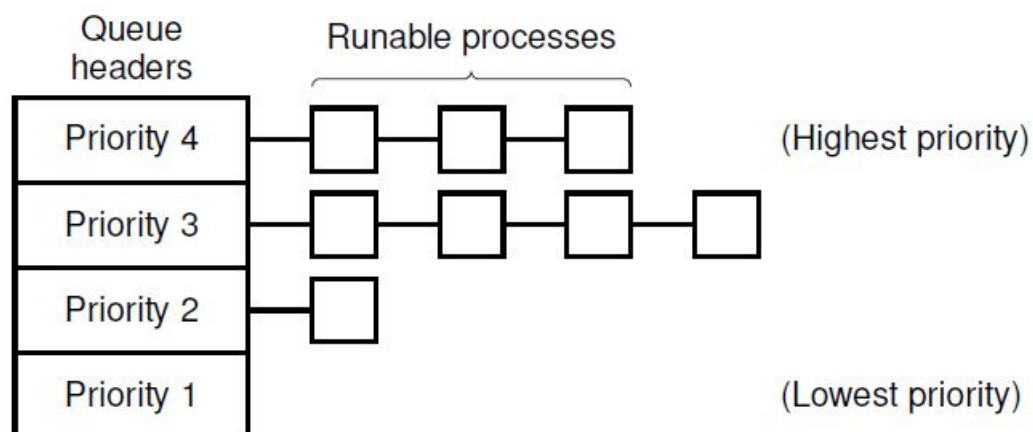 Queue
headers
Runable processes
Priority 4
(Highest priority)
Priority 3
Priority 2
Priority 1
(Lowest priority)